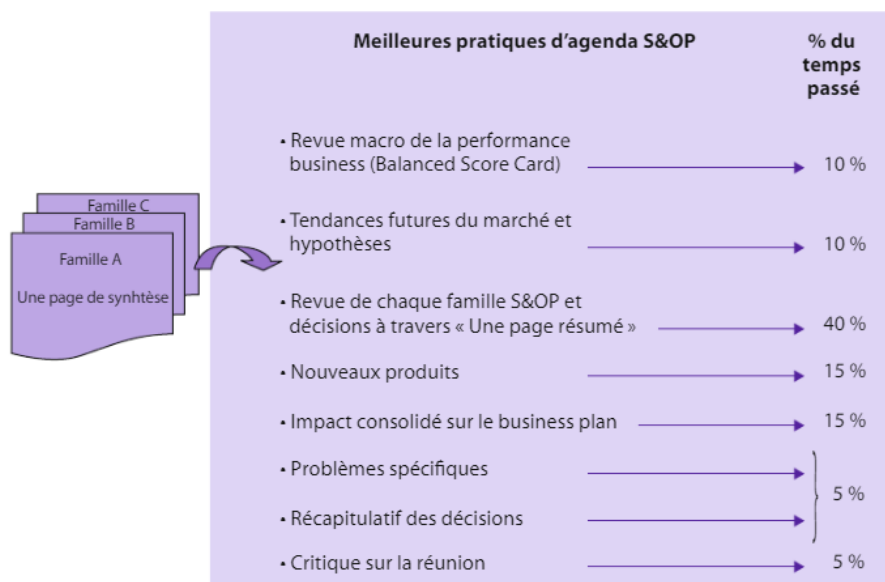 Meilleures pratiques d'agenda S&OP
% du
temps
passé
• Revue macro de la performance
business (Balanced Score Card)
10 %
Famille C
Famille B
Famille A
Une page de synhtèse
• Tendances futures du marché et
hypothèses
10 %
• Revue de chaque famille S&OP et
décisions à travers « Une page résumé »
40 %
• Nouveaux produits
15 %
• Impact consolidé sur le business plan
15 %
• Problèmes spécifiques
• Récapitulatif des décisions
5 %
• Critique sur la réunion
5 %